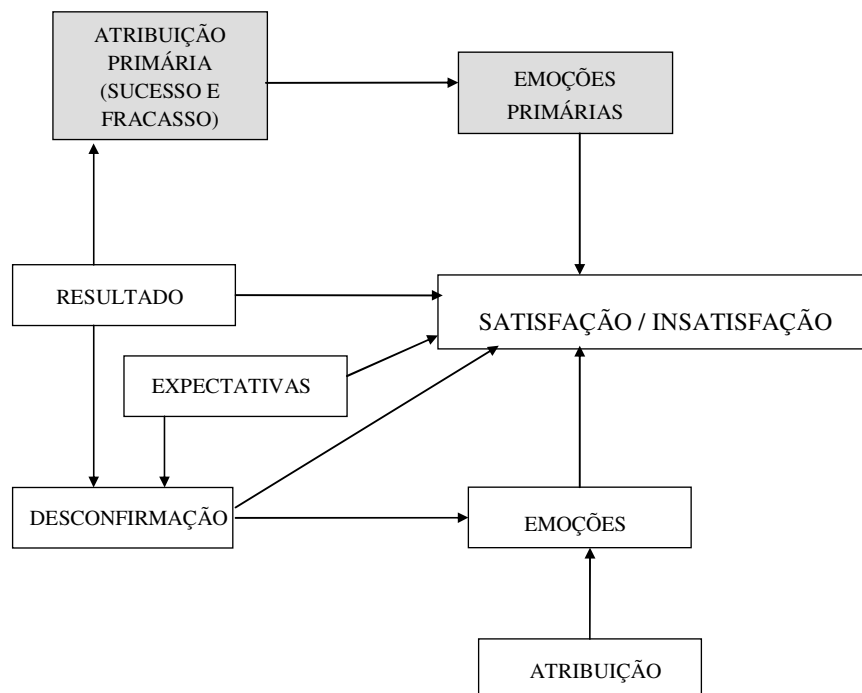 ATRIBUIÇÃO
PRIMÁRIA
(SUCESSO E
FRACASSO)
EMOÇÕES
PRIMÁRIAS
RESULTADO
SATISFAÇÃO / INSATISFAÇÃO
EXPECTATIVAS
DESCONFIRMAÇÃO
EMOÇÕES
ATRIBUIÇÃO